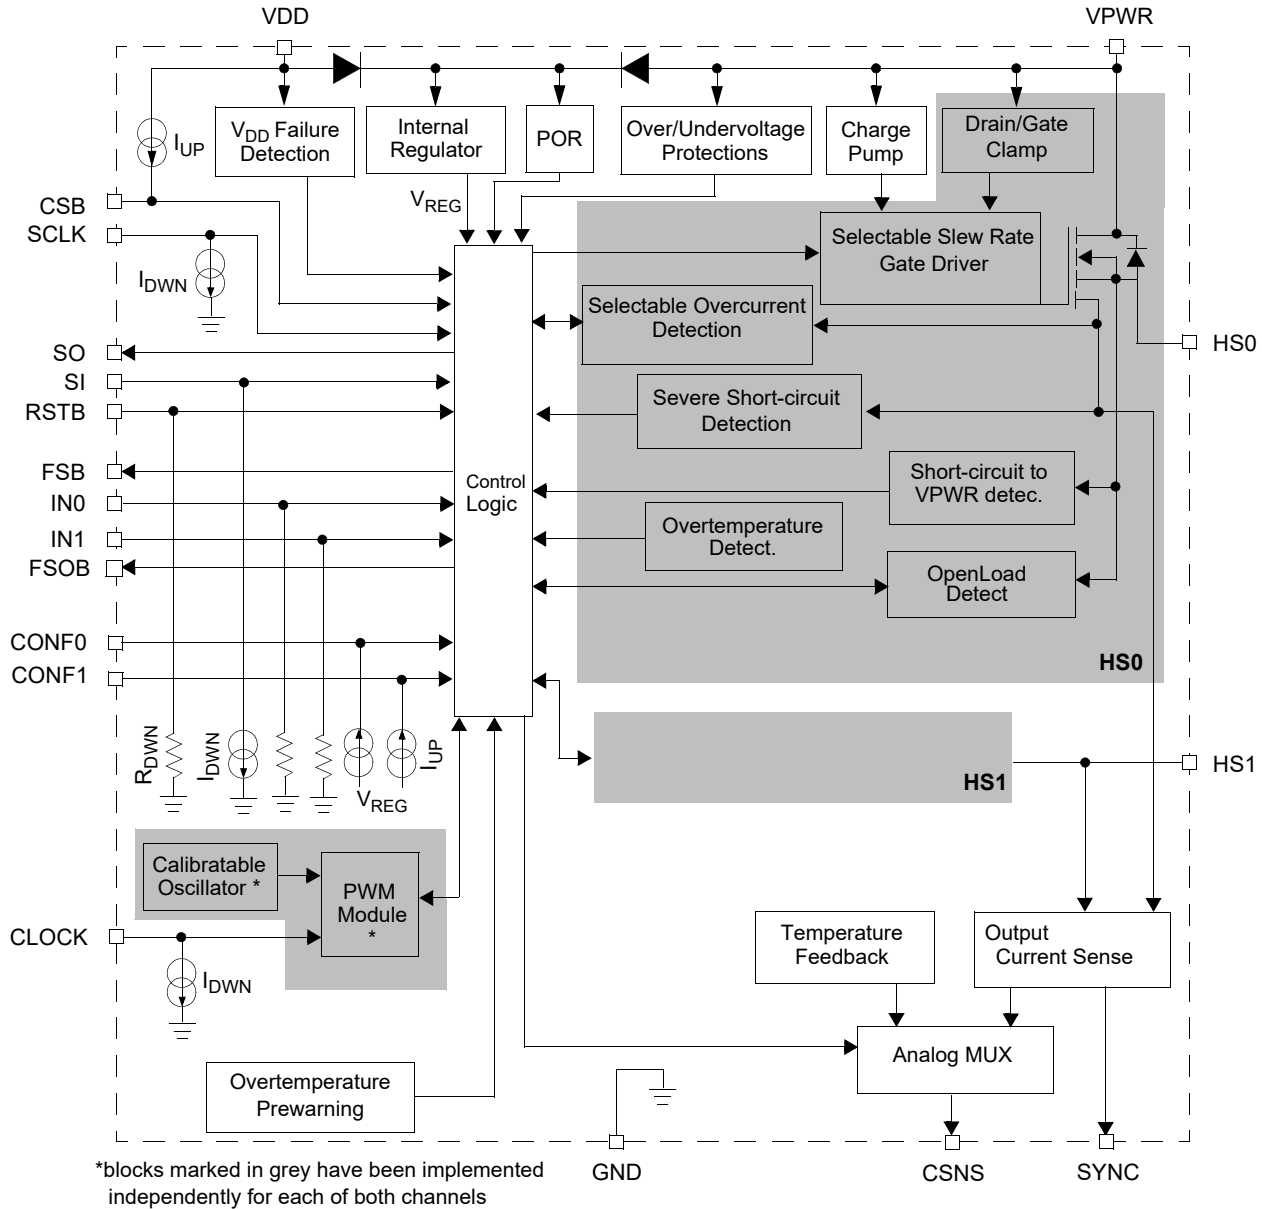 VDD
VPWR
VDD Failure
Detection
Internal
Regulator
POR
Over/Undervoltage
Protections
Charge
Pump
Drain/Gate
Clamp
IUP
VREG
CSB
SCLK
IDWN
Selectable Slew Rate
Gate Driver
Selectable Overcurrent
Detection
HS0
SO
SI
RSTB
Severe Short-circuit
Detection
FSB
IN0
IN1
FSOB
Control
Logic
Short-circuit to
VPWR detec.
Overtemperature
Detect.
OpenLoad
Detect
CONF0
CONF1
HS0
RDWN
IDWN
VREG
IUP
HS1
HS1
Calibratable
Oscillator *
PWM
Module
*
CLOCK
IDWN
Temperature
Feedback
Output
Current Sense
Analog MUX
Overtemperature
Prewarning
GND
CSNS
SYNC
*blocks marked in grey have been implemented
independently for each of both channels